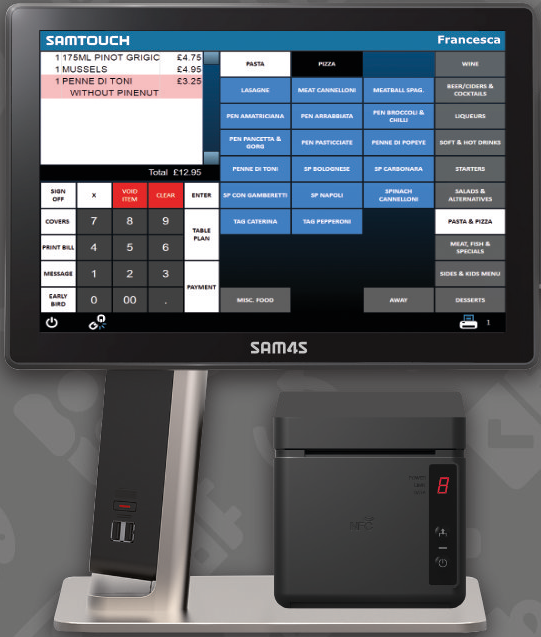 SAMTOUCH
Francesca
1 175ML PINOT GRIGIC £4.75
1 MUSSELS £4.95
1 PENNE DI TONI £3.25
WITHOUT PINENUT
Total £12.95
PASTA PIZZA WINE
LASAGNE MEAT CANNELLONI MEATBALL SPAG. BEER/CIDERS &
COCKTAILS
PEN AMATRICIANA PEN ARRABBIATA PEN BROCCOLI &
CHILLI LIQUEURS
PEN PANCETTA &
GORG PEN PASTICCIATE PENNE DI POPEYE SOFT & HOT DRINKS
PENNE DI TONI SP BOLOGNESE SP CARBONARA STARTERS
SP CON GAMBERETTI SP NAPOLI SPINACH
CANNELLONI SALADS &
ALTERNATIVES
TAG CATERINA TAG PEPPERONI PASTA & PIZZA
MEAT, FISH &
SPECIALS
SIDES & KIDS MENU
MISC. FOOD AWAY DESSERTS
SIGN
OFF X VOID
ITEM CLEAR ENTER
COVERS 7 8 9 TABLE
PLAN
PRINT BILL 4 5 6
MESSAGE 1 2 3 PAYMENT
EARLY
BIRD 0 00 .
1
SAM4S
8
NFC